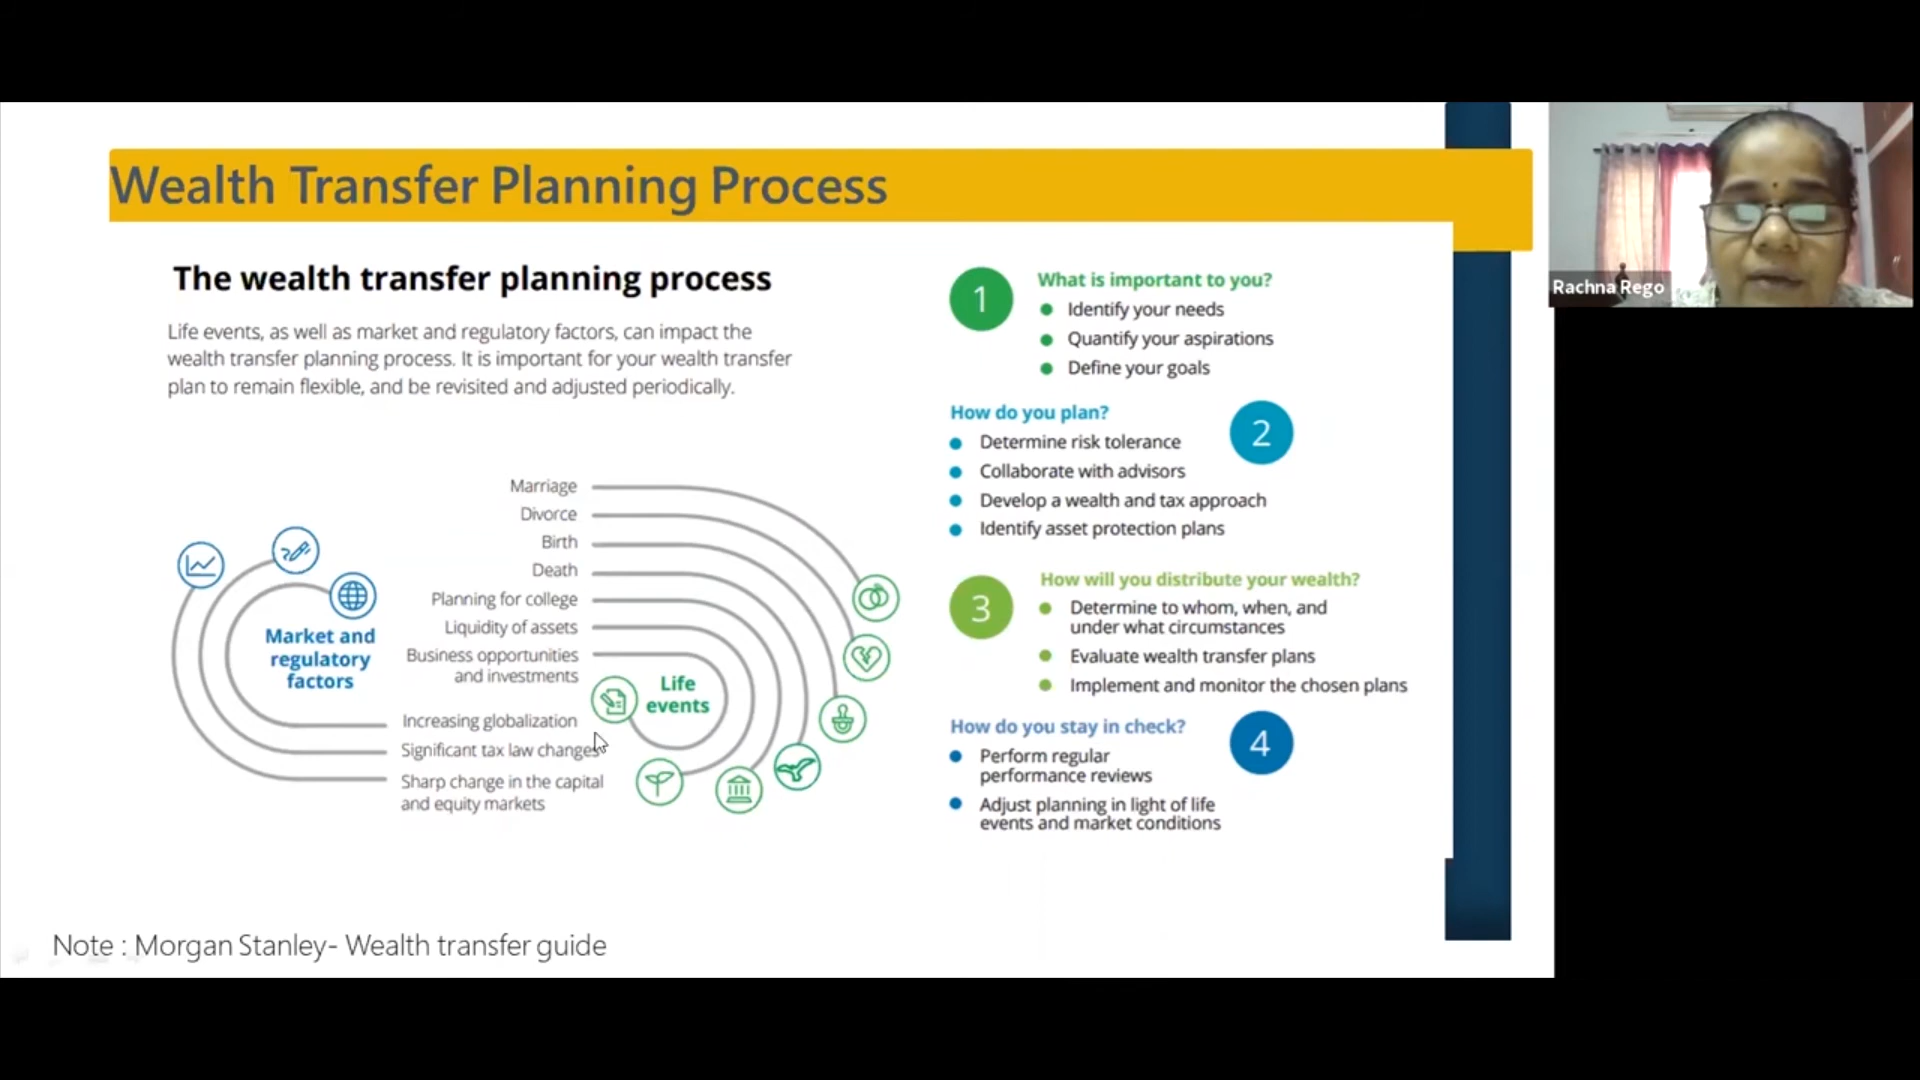 Wealth Transfer Planning Process
The wealth transfer planning process
Life events, as well as market and regulatory factors, can impact the
wealth transfer planning process. It is important for your wealth transfer
plan to remain flexible, and be revisited and adjusted periodically.
Marriage
Divorce
Birth
Death
Planning for college
Liquidity of assets
Business opportunities
and investments
Life
events
Market and
regulatory
factors
Increasing globalization
Significant tax law changes
Sharp change in the capital
and equity markets
1
What is important to you?
Identify your needs
Quantify your aspirations
Define your goals
How do you plan?
2
Determine risk tolerance
Collaborate with advisors
Develop a wealth and tax approach
Identify asset protection plans
3
How will you distribute your wealth?
Determine to whom, when, and
under what circumstances
Evaluate wealth transfer plans
Implement and monitor the chosen plans
How do you stay in check?
4
Perform regular
performance reviews
Adjust planning in light of life
events and market conditions
Note : Morgan Stanley- Wealth transfer guide
Rachna Rego